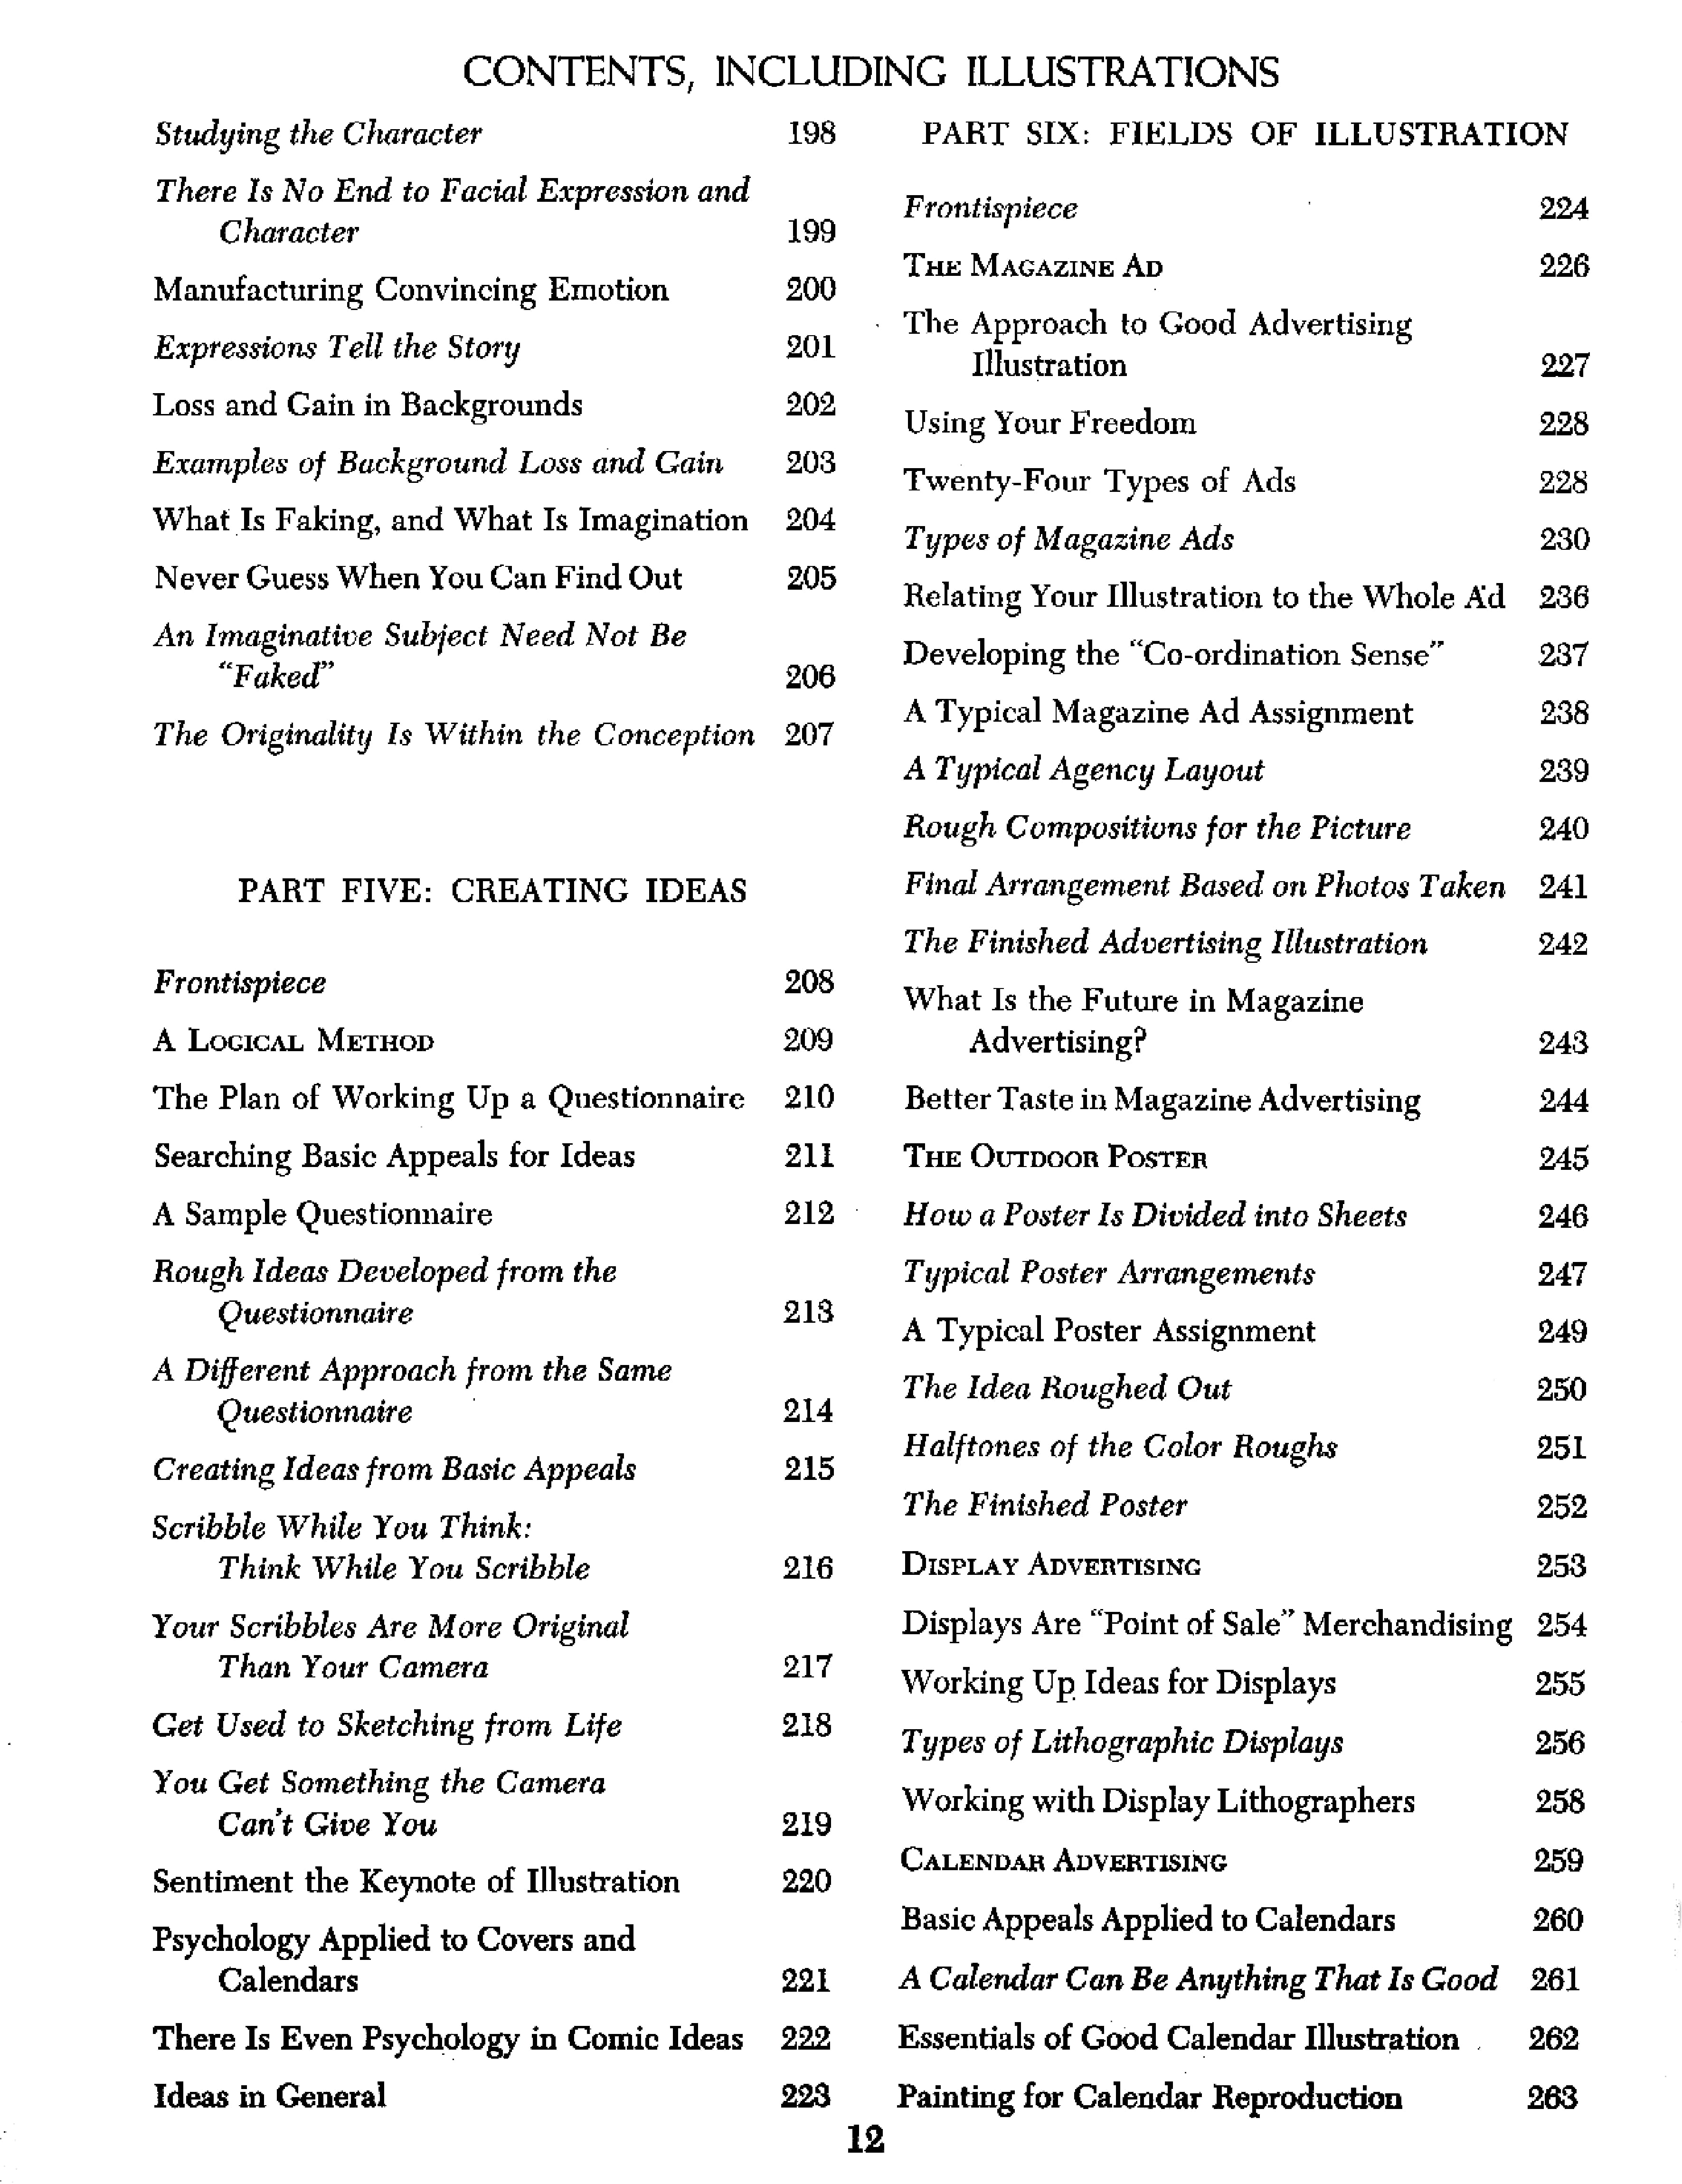 CONTENTS, INCLUDING ILLUSTRATIONS
Studying the Character 198
There Is No End to Facial Expression and
Character 199
Manufacturing Convincing Emotion 200
Expressions Tell the Story 201
Loss and Gain in Backgrounds 202
Examples of Background Loss and Gain 203
What Is Faking, and What Is Imagination 204
Never Guess When You Can Find Out 205
An Imaginative Subject Need Not Be
"Faked" 206
The Originality Is Within the Conception 207
PART FIVE: CREATING IDEAS
Frontispiece 208
A LOGICAL METHOD 209
The Plan of Working Up a Questionnaire 210
Searching Basic Appeals for Ideas 211
A Sample Questionnaire 212
Rough Ideas Developed from the
Questionnaire 213
A Different Approach from the Same
Questionnaire 214
Creating Ideas from Basic Appeals 215
Scribble While You Think:
Think While You Scribble 216
Your Scribbles Are More Original
Than Your Camera 217
Get Used to Sketching from Life 218
You Get Something the Camera
Can't Give You 219
Sentiment the Keynote of Illustration 220
Psychology Applied to Covers and
Calendars 221
There Is Even Psychology in Comic Ideas 222
Ideas in General 223
PART SIX: FIELDS OF ILLUSTRATION
Frontispiece 224
THE MAGAZINE AD 226
The Approach to Good Advertising
Illustration 227
Using Your Freedom 228
Twenty-Four Types of Ads 228
Types of Magazine Ads 230
Relating Your Illustration to the Whole Ad 236
Developing the "Co-ordination Sense" 237
A Typical Magazine Ad Assignment 238
A Typical Agency Layout 239
Rough Compositions for the Picture 240
Final Arrangement Based on Photos Taken 241
The Finished Advertising Illustration 242
What Is the Future in Magazine
Advertising? 243
Better Taste in Magazine Advertising 244
THE OUTDOOR POSTER 245
How a Poster Is Divided into Sheets 246
Typical Poster Arrangements 247
A Typical Poster Assignment 249
The Idea Roughed Out 250
Halftones of the Color Roughs 251
The Finished Poster 252
DISPLAY ADVERTISING 253
Displays Are "Point of Sale" Merchandising 254
Working Up Ideas for Displays 255
Types of Lithographic Displays 256
Working with Display Lithographers 258
CALENDAR ADVERTISING 259
Basic Appeals Applied to Calendars 260
A Calendar Can Be Anything That Is Good 261
Essentials of Good Calendar Illustration 262
Painting for Calendar Reproduction 263
12